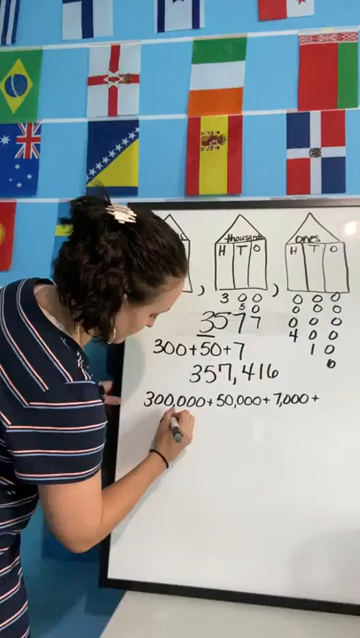 thousands ones
H T O H T O
3 0 0 0 0 0
5 0 0 0 0
3577 0 0 0
4 0 0
300+50+7 1 0
6
357,416
300,000+50,000+7,000+